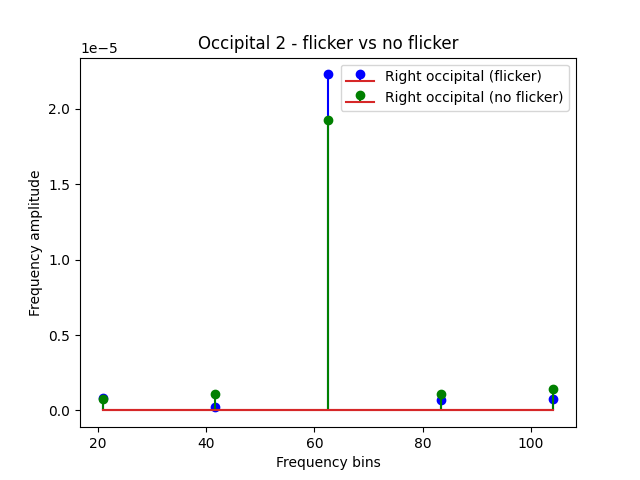 Occipital 2 - flicker vs no flicker
1e−5
Right occipital (flicker)
Right occipital (no flicker)
2.0
1.5
1.0
0.5
0.0
Frequency amplitude
20 40 60 80 100
Frequency bins